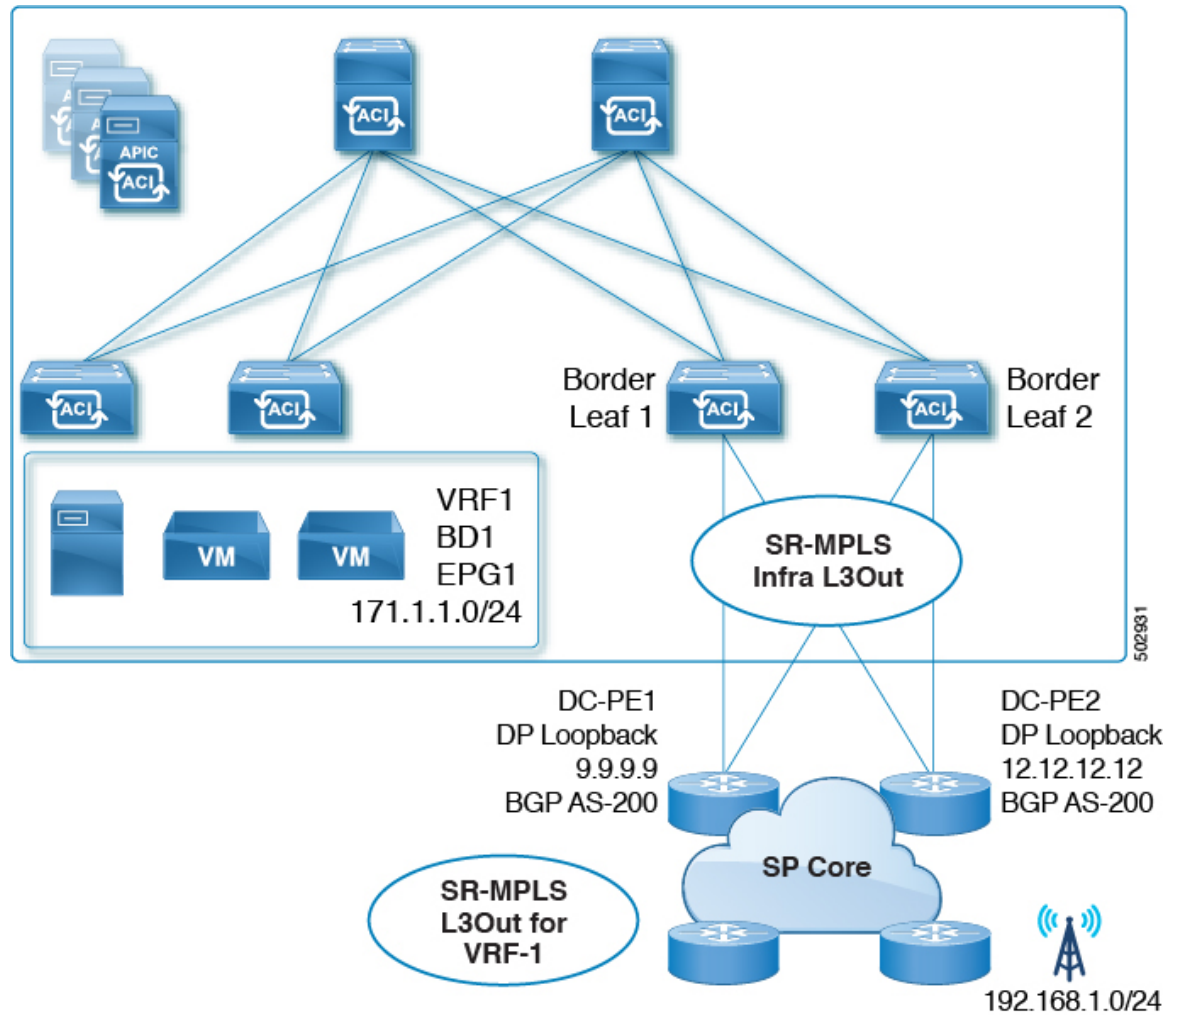 ACI
ACI
A
A
APIC
ACI
ACI
ACI
Border
Leaf 1
ACI
ACI
Border
Leaf 2
VM
VM
VRF1
BD1
EPG1
171.1.1.0/24
SR-MPLS
Infra L3Out
502931
DC-PE1
DP Loopback
9.9.9.9
BGP AS-200
DC-PE2
DP Loopback
12.12.12.12
BGP AS-200
SP Core
SR-MPLS
L3Out for
VRF-1
192.168.1.0/24